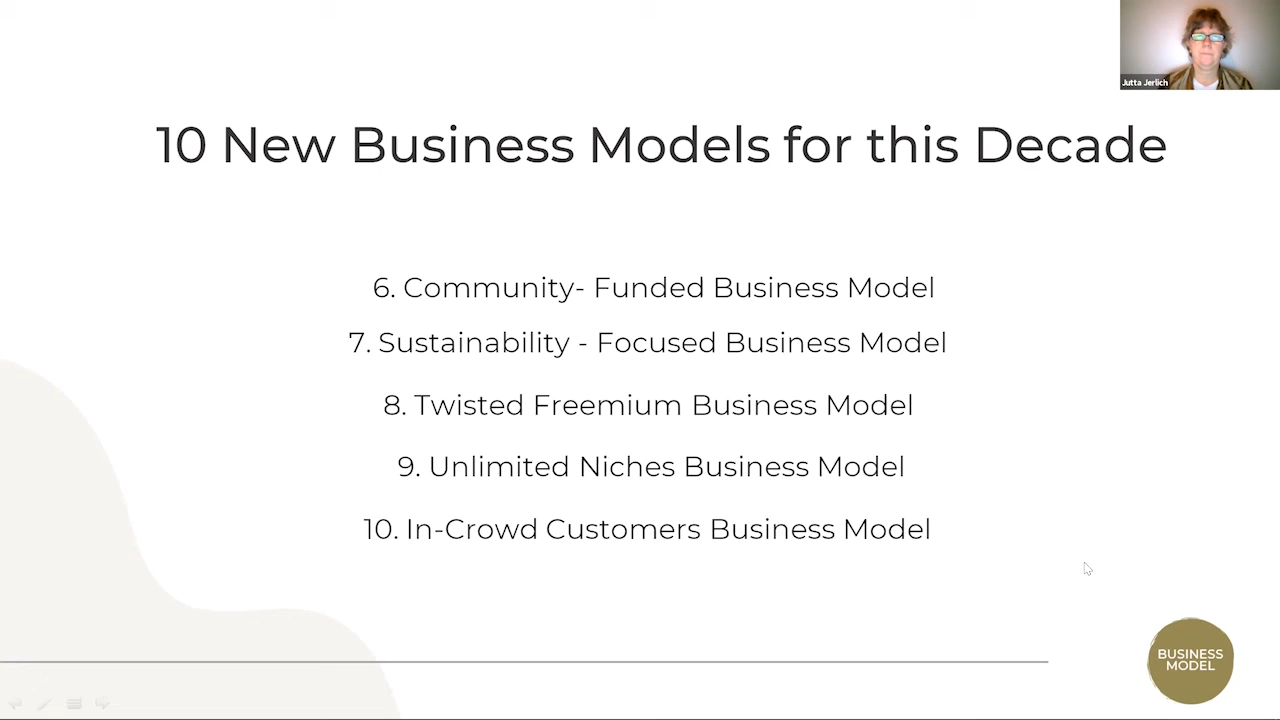 Jutta Jerlich
10 New Business Models for this Decade
6. Community- Funded Business Model
7. Sustainability - Focused Business Model
8. Twisted Freemium Business Model
9. Unlimited Niches Business Model
10. In-Crowd Customers Business Model
BUSINESS
MODEL